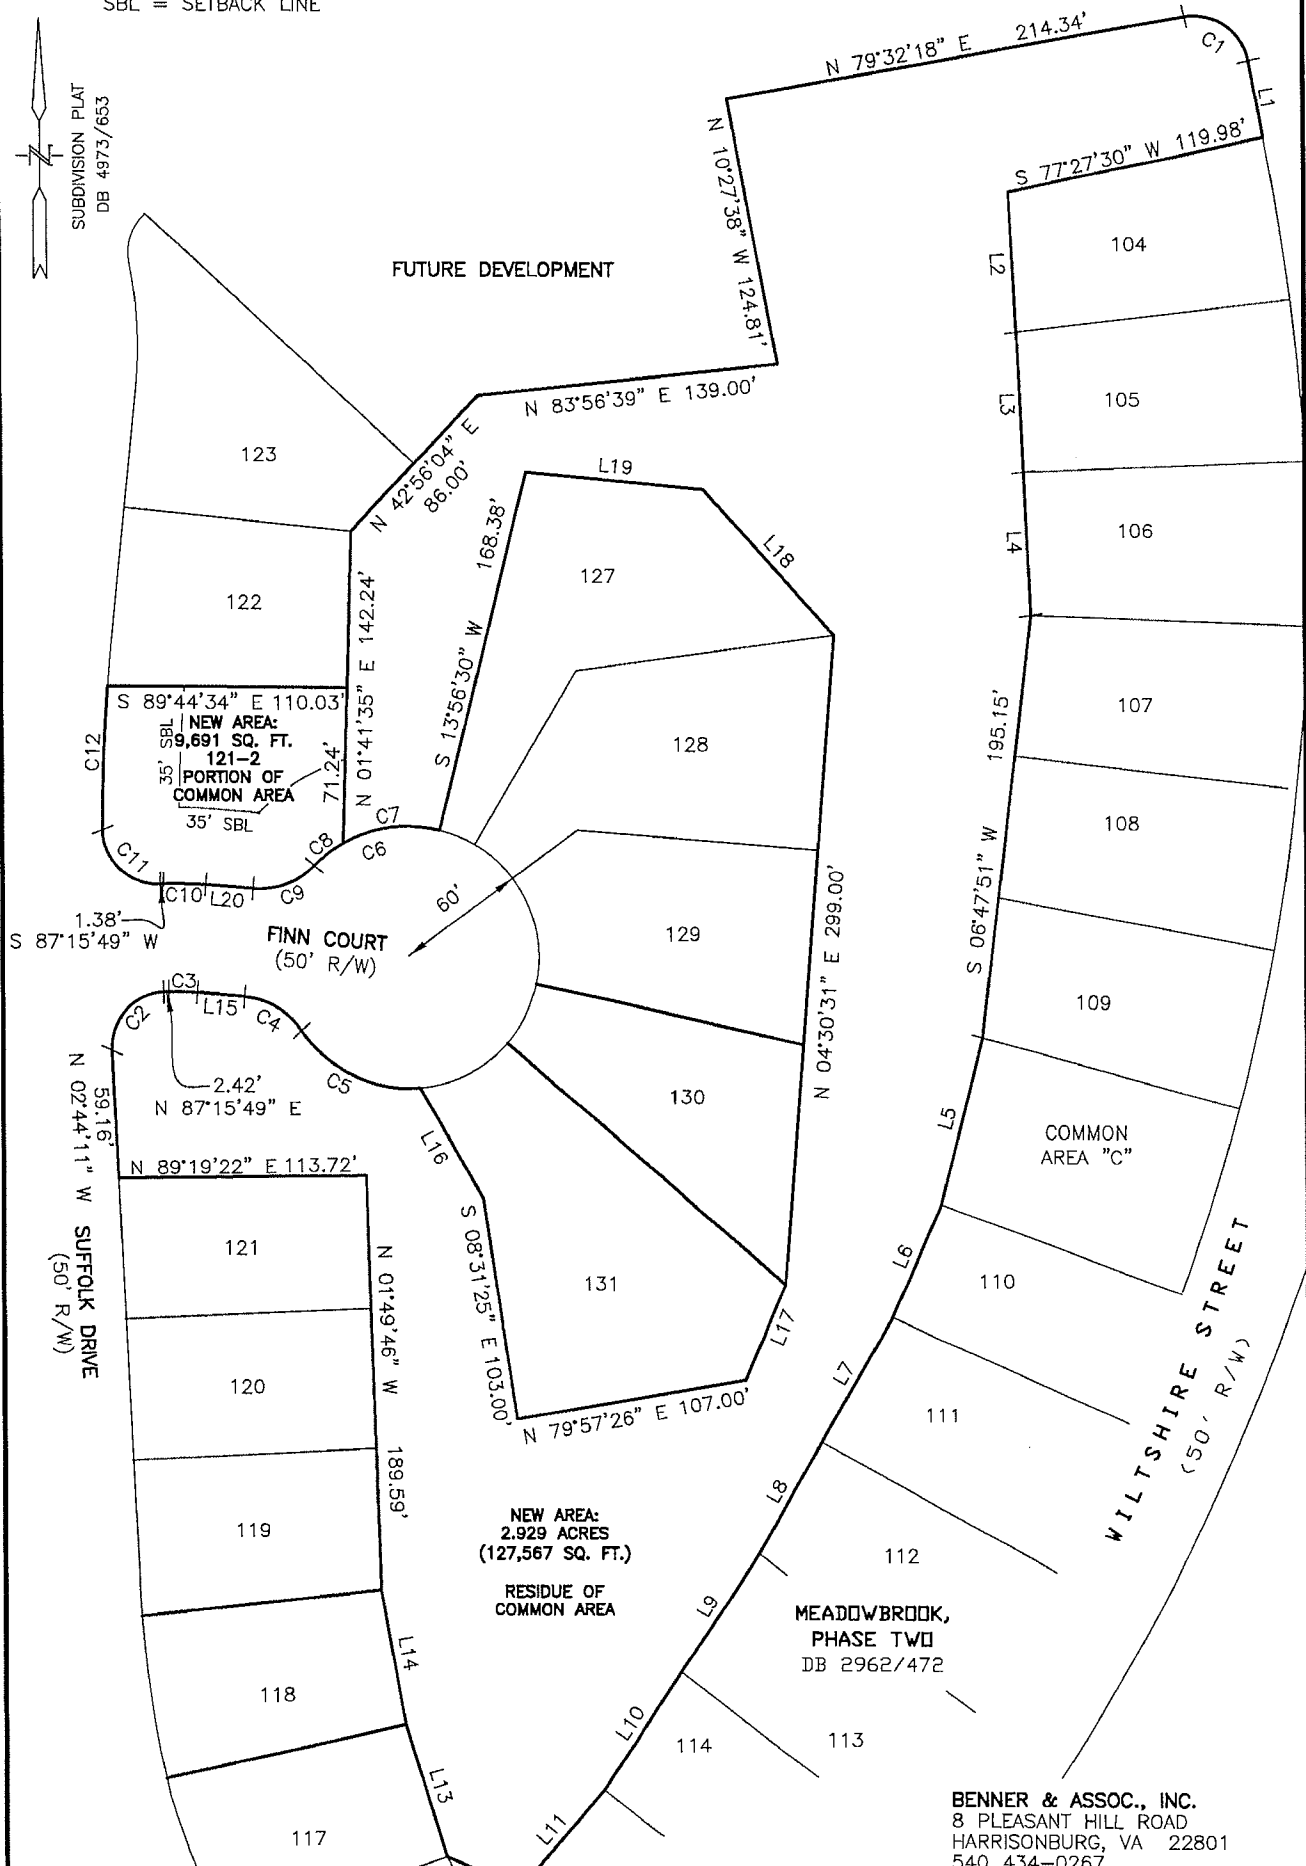 SBL = SETBACK LINE
N
SUBDIVISION PLAT
DB 4973/653
N 79°32'18" E 214.34'
C1
L1
S 77°27'30" W 119.98'
N 10°27'38" W 124.81'
FUTURE DEVELOPMENT
104
L2
N 83°56'39" E 139.00'
105
L3
123
N 42°56'04" E
86.00'
L19
168.38'
L18
L4
106
127
122
N 01°41'35" E 142.24'
S 13°56'30" W
S 89°44'34" E 110.03'
NEW AREA:
9,691 SQ. FT.
121-2
PORTION OF
COMMON AREA
35' SBL
35' SBL
71.24'
C12
128
195.15'
107
C7
C6
C8
108
C11
C10
L20
C9
1.38'
S 87°15'49" W
60'
FINN COURT
(50' R/W)
129
N 04°30'31" E 299.00'
S 06°47'51" W
C3
L15
C2
C4
109
2.42'
N 87°15'49" E
C5
130
59.16'
N 02°44'11" W
L16
L5
COMMON
AREA "C"
N 89°19'22" E 113.72'
SUFFOLK DRIVE
(50' R/W)
121
N 01°49'46" W 189.59'
S 08°31'25" E 103.00'
131
L6
110
L17
WILTSHIRE STREET
(50' R/W)
120
L7
111
N 79°57'26" E 107.00'
L8
119
NEW AREA:
2.929 ACRES
(127,567 SQ. FT.)
RESIDUE OF
COMMON AREA
112
L9
MEADOWBROOK,
PHASE TWO
DB 2962/472
L14
118
L10
114
113
L13
117
L11
BENNER & ASSOC., INC.
8 PLEASANT HILL ROAD
HARRISONBURG, VA 22801
540 434-0267